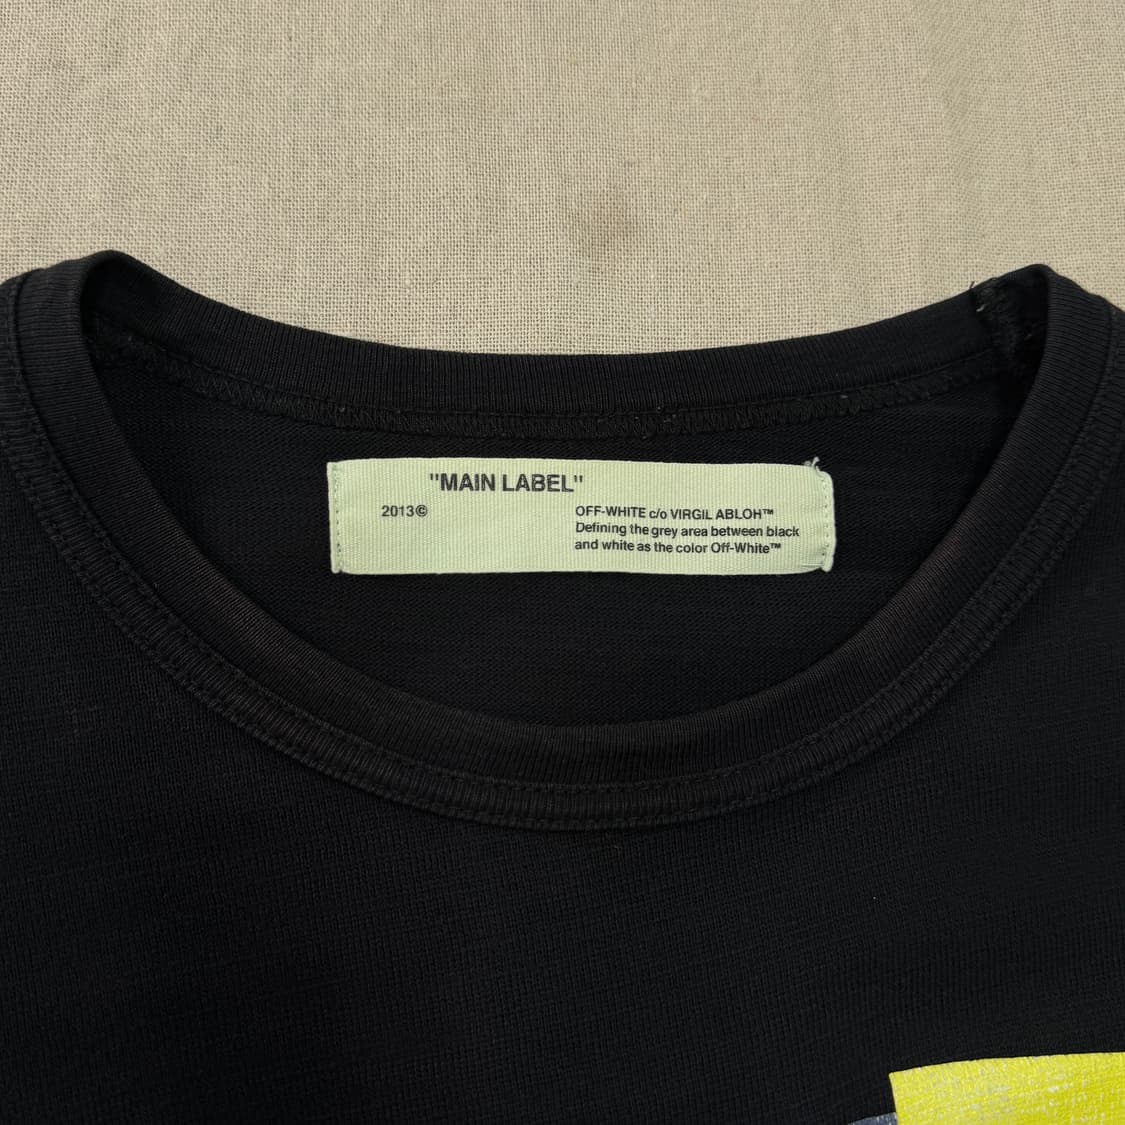 "MAIN LABEL"
2013©
OFF-WHITE c/o VIRGIL ABLOH™
Defining the grey area between black
and white as the color Off-White™